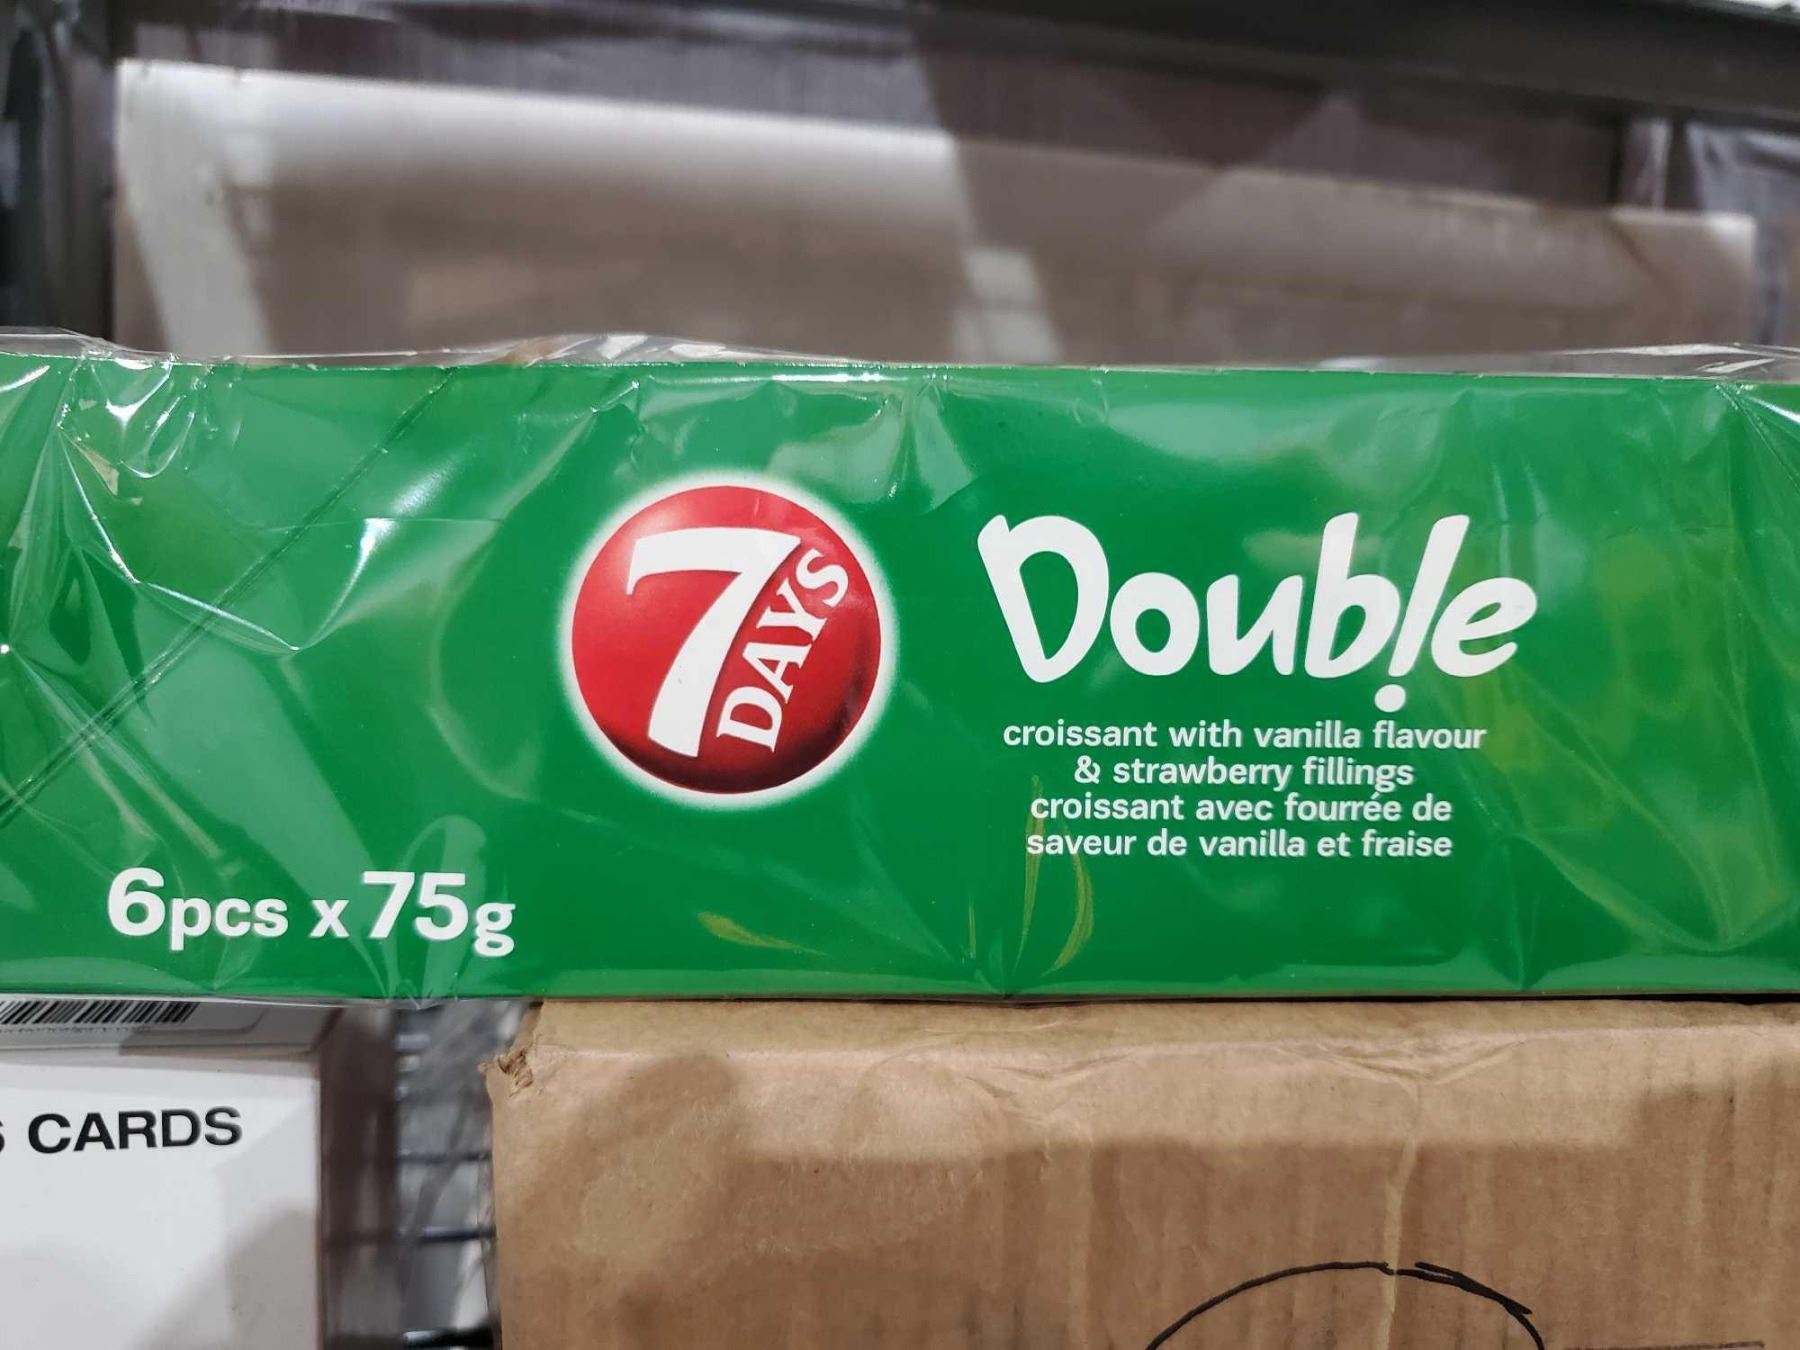 7
DAYS
Double
croissant with vanilla flavour
& strawberry fillings
croissant avec fourrée de
saveur de vanilla et fraise
6pcs x 75g
CARDS